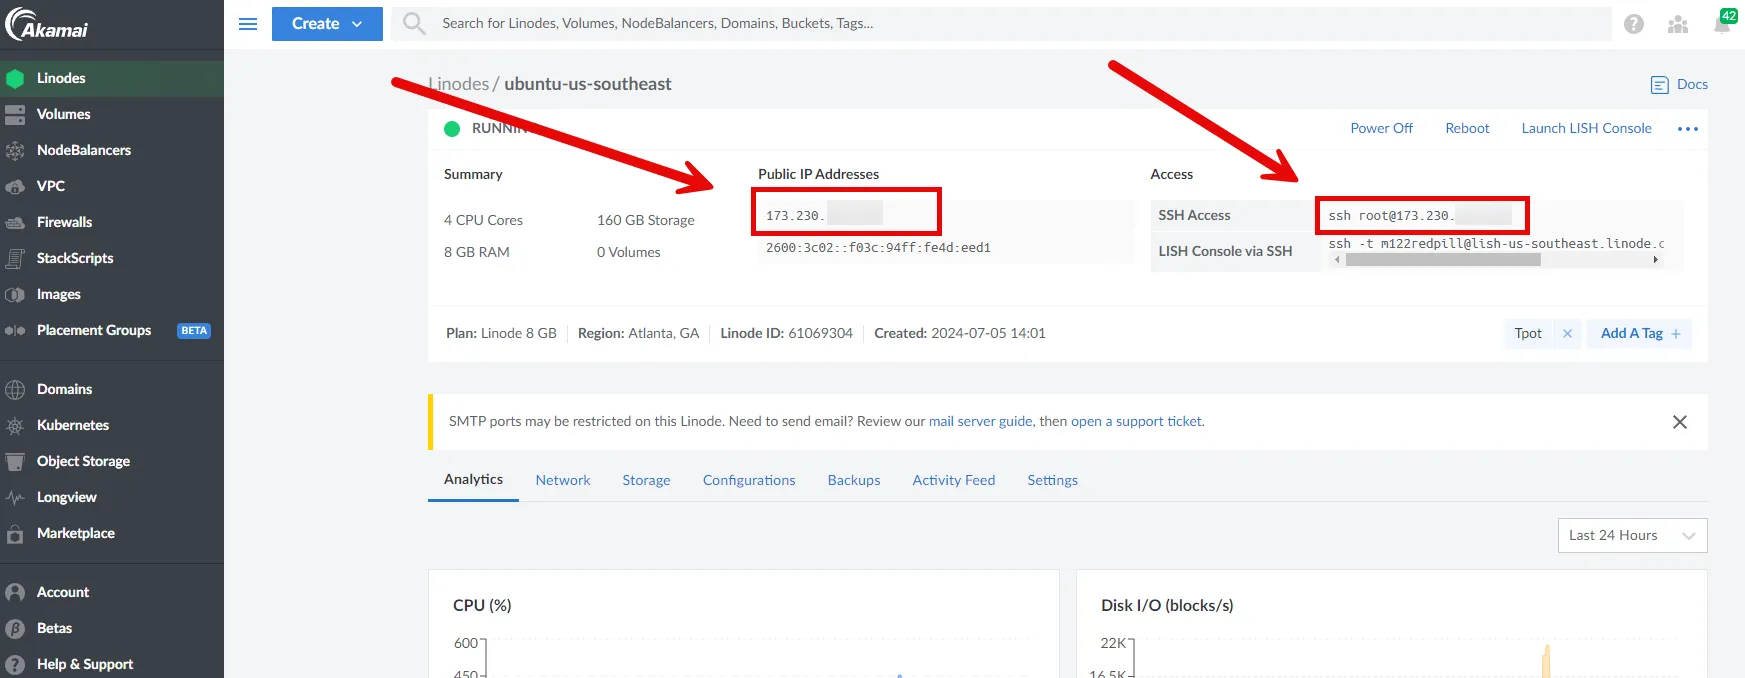 Akamai
Create
Search for Linodes, Volumes, NodeBalancers, Domains, Buckets, Tags...
42
Linodes
Volumes
NodeBalancers
VPC
Firewalls
StackScripts
Images
Placement Groups BETA
Domains
Kubernetes
Object Storage
Longview
Marketplace
Account
Betas
Help & Support
Linodes / ubuntu-us-southeast
Docs
RUNNING
Power Off Reboot Launch LISH Console
Summary
4 CPU Cores 160 GB Storage
8 GB RAM 0 Volumes
Public IP Addresses
173.230.
2600:3c02::f03c:94ff:fe4d:eed1
Access
SSH Access ssh root@173.230.
LISH Console via SSH ssh -t m122redpill@lish-us-southeast.linode.c
Plan: Linode 8 GB Region: Atlanta, GA Linode ID: 61069304 Created: 2024-07-05 14:01
Tpot × Add A Tag +
SMTP ports may be restricted on this Linode. Need to send email? Review our mail server guide, then open a support ticket.
Analytics Network Storage Configurations Backups Activity Feed Settings
Last 24 Hours
CPU (%)
600
450
Disk I/O (blocks/s)
22K
16.5K